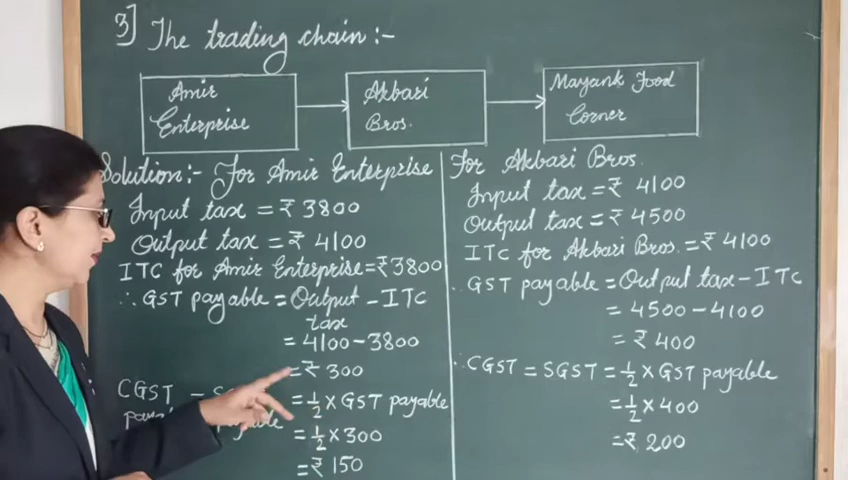 3] The trading chain :-
Amir
Enterprise
Akbari
Bros.
Mayank Food
Corner
Solution:- For Amir Enterprise
Input tax = ₹ 3800
Output tax = ₹ 4100
ITC for Amir Enterprise = ₹ 3800
∴ GST payable = Output - ITC
tax
= 4100 - 3800
= ₹ 300
CGST =
= 1/2 × GST payable
= 1/2 × 300
= ₹ 150
For Akbari Bros.
Input tax = ₹ 4100
Output tax = ₹ 4500
ITC for Akbari Bros. = ₹ 4100
∴ GST payable = Output tax - ITC
= 4500 - 4100
= ₹ 400
∴ CGST = SGST = 1/2 × GST payable
= 1/2 × 400
= ₹ 200